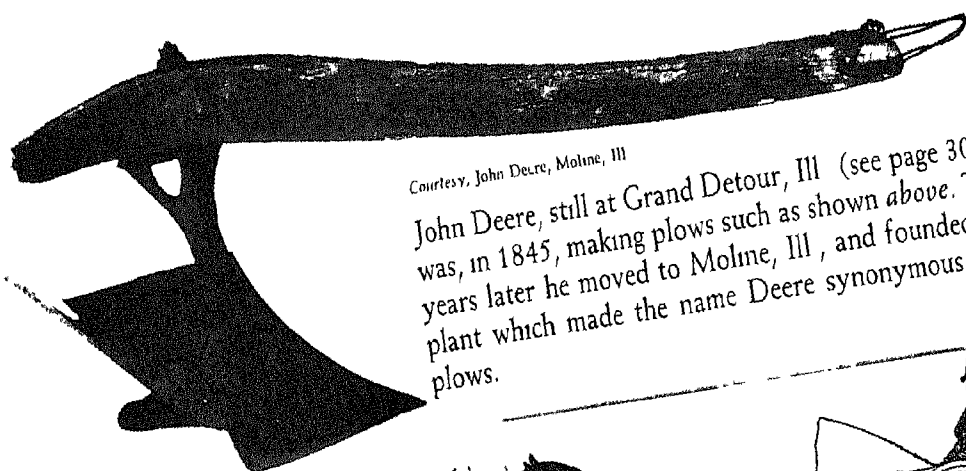 Courtesy, John Deere, Moline, Ill
John Deere, still at Grand Detour, Ill (see page 30
was, in 1845, making plows such as shown above.
years later he moved to Moline, Ill , and founded
plant which made the name Deere synonymous
plows.